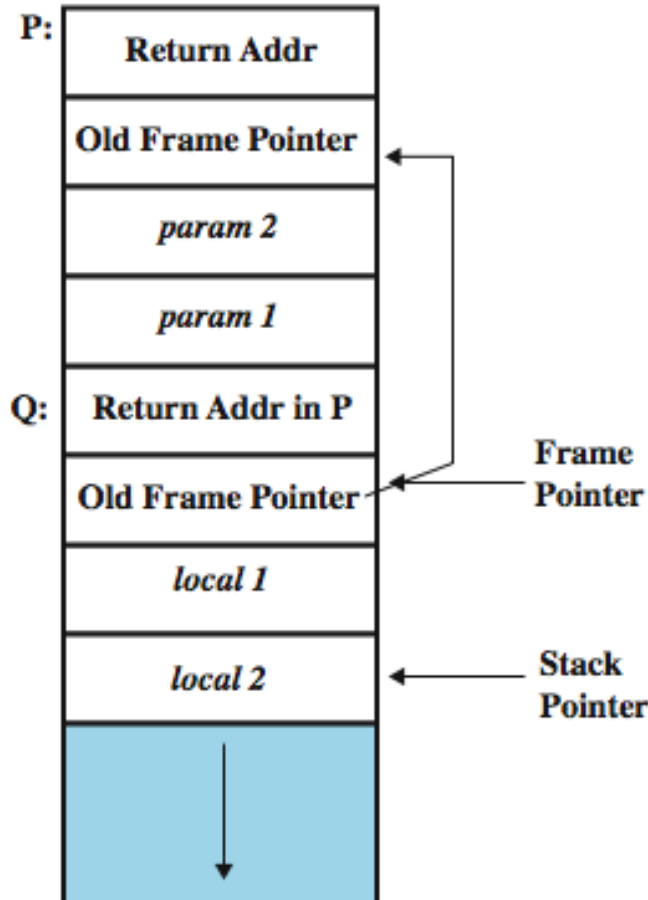 P:
Return Addr
Old Frame Pointer
param 2
param 1
Q:
Return Addr in P
Old Frame Pointer
Frame
Pointer
local 1
local 2
Stack
Pointer